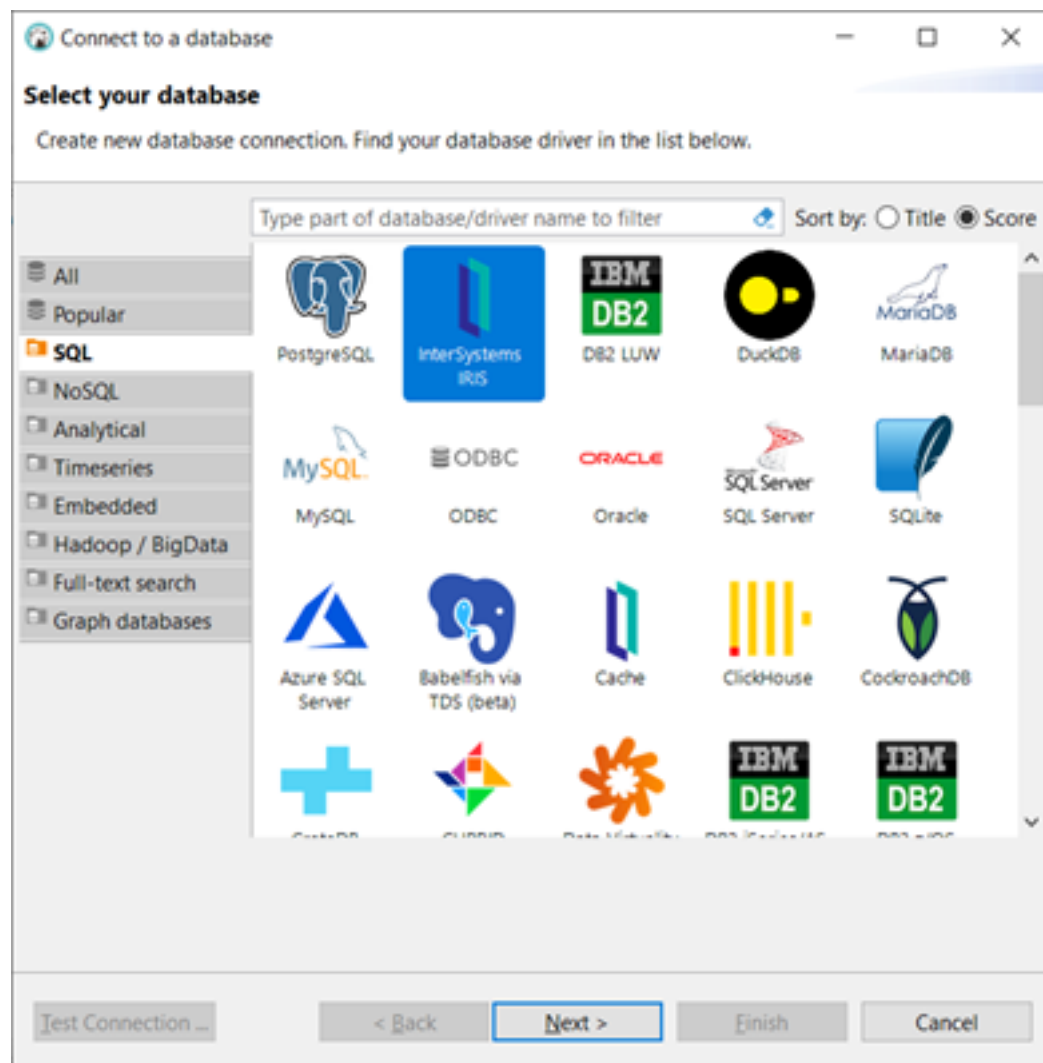 Connect to a database
Select your database
Create new database connection. Find your database driver in the list below.
Type part of database/driver name to filter
Sort by: Title Score
All
Popular
SQL
NoSQL
Analytical
Timeseries
Embedded
Hadoop / BigData
Full-text search
Graph databases
IBM
DB2
MariaDB
PostgreSQL
InterSystems
IRIS
DB2 LUW
DuckDB
MariaDB
MySQL
ODBC
ORACLE
SQL Server
MySQL
ODBC
Oracle
SQL Server
SQLite
Azure SQL
Server
Babelfish via
TDS (beta)
Cache
ClickHouse
CockroachDB
IBM
DB2
IBM
DB2
Test Connection ...
< Back
Next >
Finish
Cancel